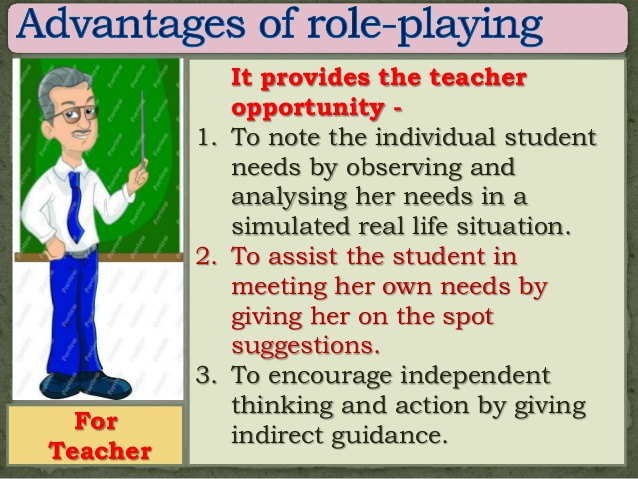 Advantages of role-playing
It provides the teacher
opportunity -
1. To note the individual student
needs by observing and
analysing her needs in a
simulated real life situation.
2. To assist the student in
meeting her own needs by
giving her on the spot
suggestions.
3. To encourage independent
thinking and action by giving
indirect guidance.
For
Teacher